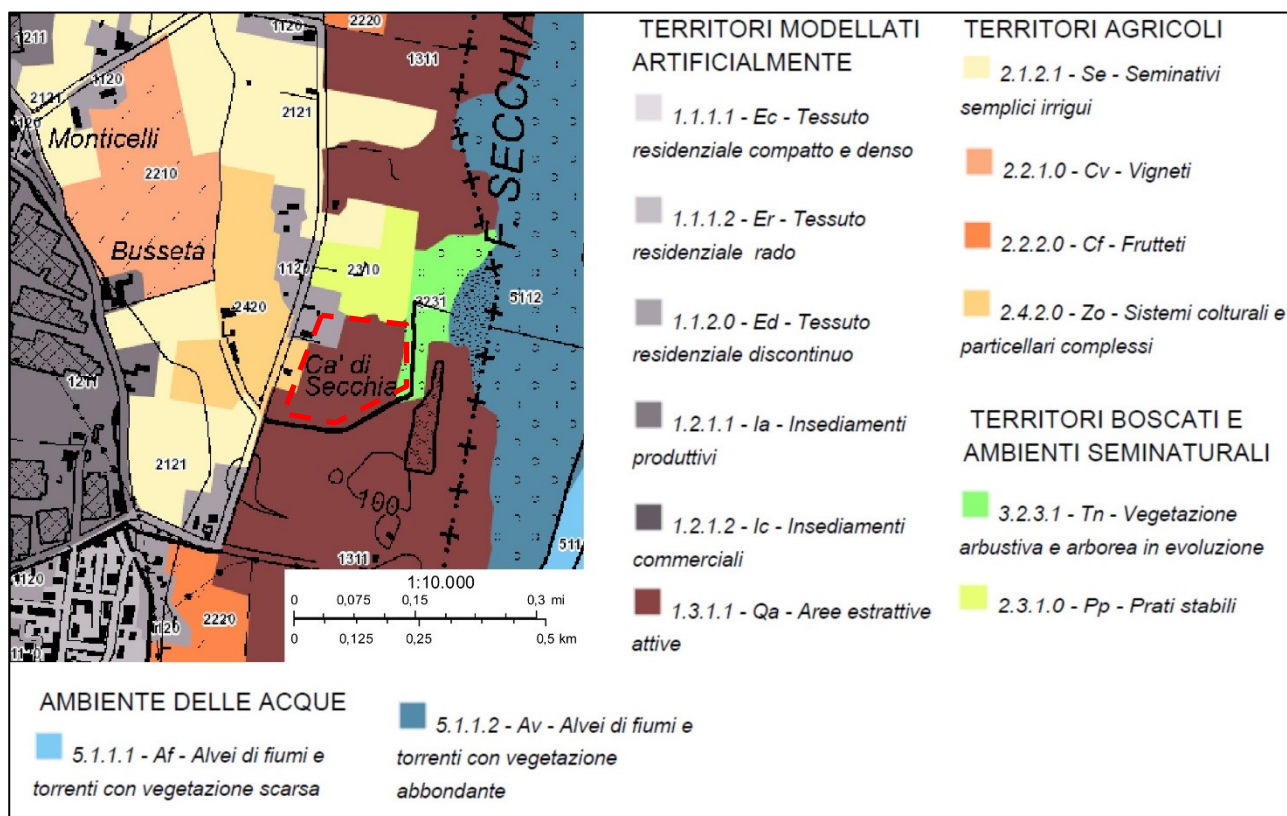 2220
1211
1120
1311
1120
2121
2121
1120
Monticelli
F. SECCHIA
2210
Busseta
1120
2310
5112
2420
3231
Ca' di
Secchia
1211
2121
100
1311
511
1120
1:10.000
0 0,075 0,15 0,3 mi
0 0,125 0,25 0,5 km
2220
1120
TERRITORI MODELLATI
ARTIFICIALMENTE
1.1.1.1 - Ec - Tessuto
residenziale compatto e denso
1.1.1.2 - Er - Tessuto
residenziale rado
1.1.2.0 - Ed - Tessuto
residenziale discontinuo
1.2.1.1 - Ia - Insediamenti
produttivi
1.2.1.2 - Ic - Insediamenti
commerciali
1.3.1.1 - Qa - Aree estrattive
attive
TERRITORI AGRICOLI
2.1.2.1 - Se - Seminativi
semplici irrigui
2.2.1.0 - Cv - Vigneti
2.2.2.0 - Cf - Frutteti
2.4.2.0 - Zo - Sistemi colturali e
particellari complessi
TERRITORI BOSCATI E
AMBIENTI SEMINATURALI
3.2.3.1 - Tn - Vegetazione
arbustiva e arborea in evoluzione
2.3.1.0 - Pp - Prati stabili
AMBIENTE DELLE ACQUE
5.1.1.1 - Af - Alvei di fiumi e
torrenti con vegetazione scarsa
5.1.1.2 - Av - Alvei di fiumi e
torrenti con vegetazione
abbondante